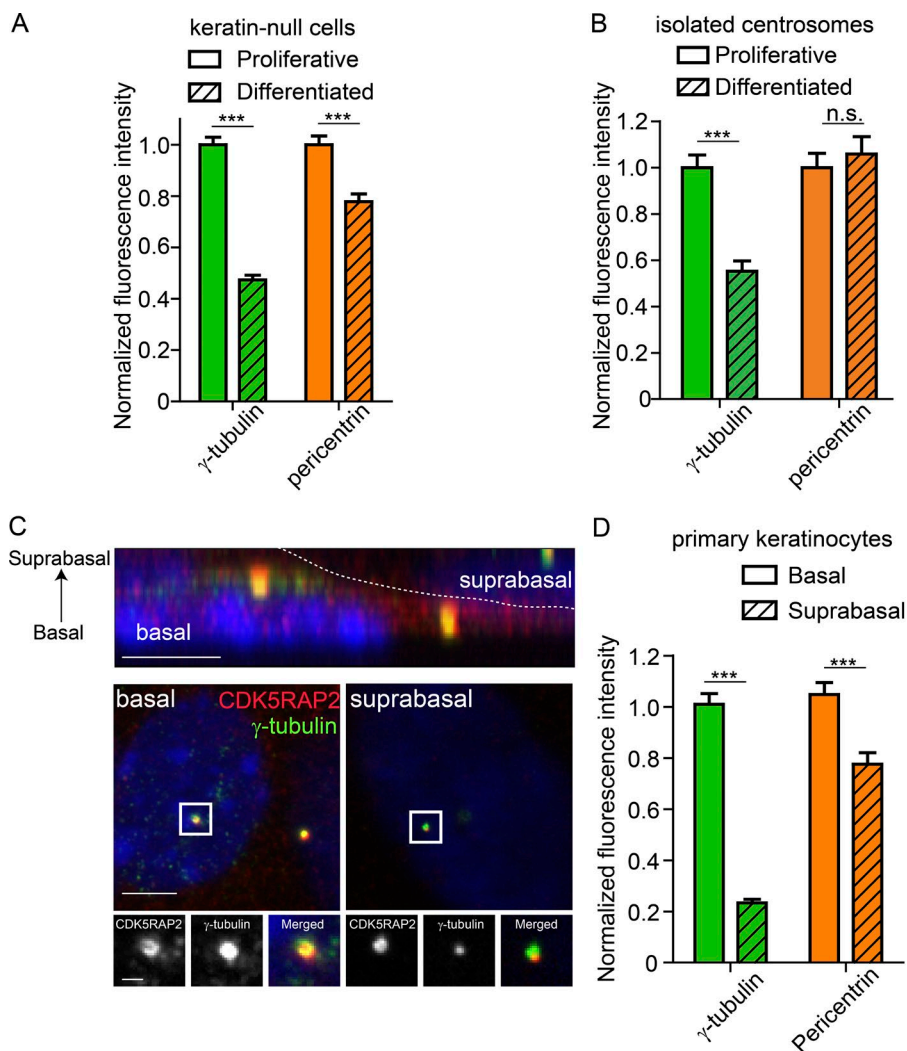 A
keratin-null cells
Proliferative
Differentiated
Normalized fluorescence intensity
***
***
1.0
0.8
0.6
0.4
0.2
0
γ-tubulin
pericentrin
B
isolated centrosomes
Proliferative
Differentiated
Normalized fluorescence intensity
***
n.s.
1.2
1.0
0.8
0.6
0.4
0.2
0
γ-tubulin
pericentrin
C
Suprabasal
Basal
suprabasal
basal
basal
CDK5RAP2
γ-tubulin
suprabasal
CDK5RAP2
γ-tubulin
Merged
CDK5RAP2
γ-tubulin
Merged
D
primary keratinocytes
Basal
Suprabasal
Normalized fluorescence intensity
***
***
1.2
1.0
0.8
0.6
0.4
0.2
0
γ-tubulin
Pericentrin